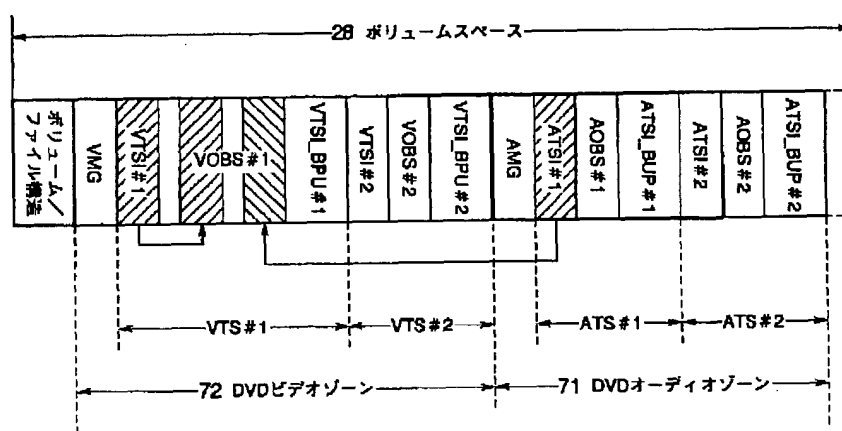 28 ボリュームスペース
ボリューム/
ファイル構造
VMG
VTSI#1
VOBS#1
VTSI_BPU#1
VTSI#2
VOBS#2
VTSI_BPU#2
AMG
ATSI#1
AOBS#1
ATSI_BUP#1
ATSI#2
AOBS#2
ATSI_BUP#2
VTS#1
VTS#2
ATS#1
ATS#2
72 DVDビデオゾーン
71 DVDオーディオゾーン